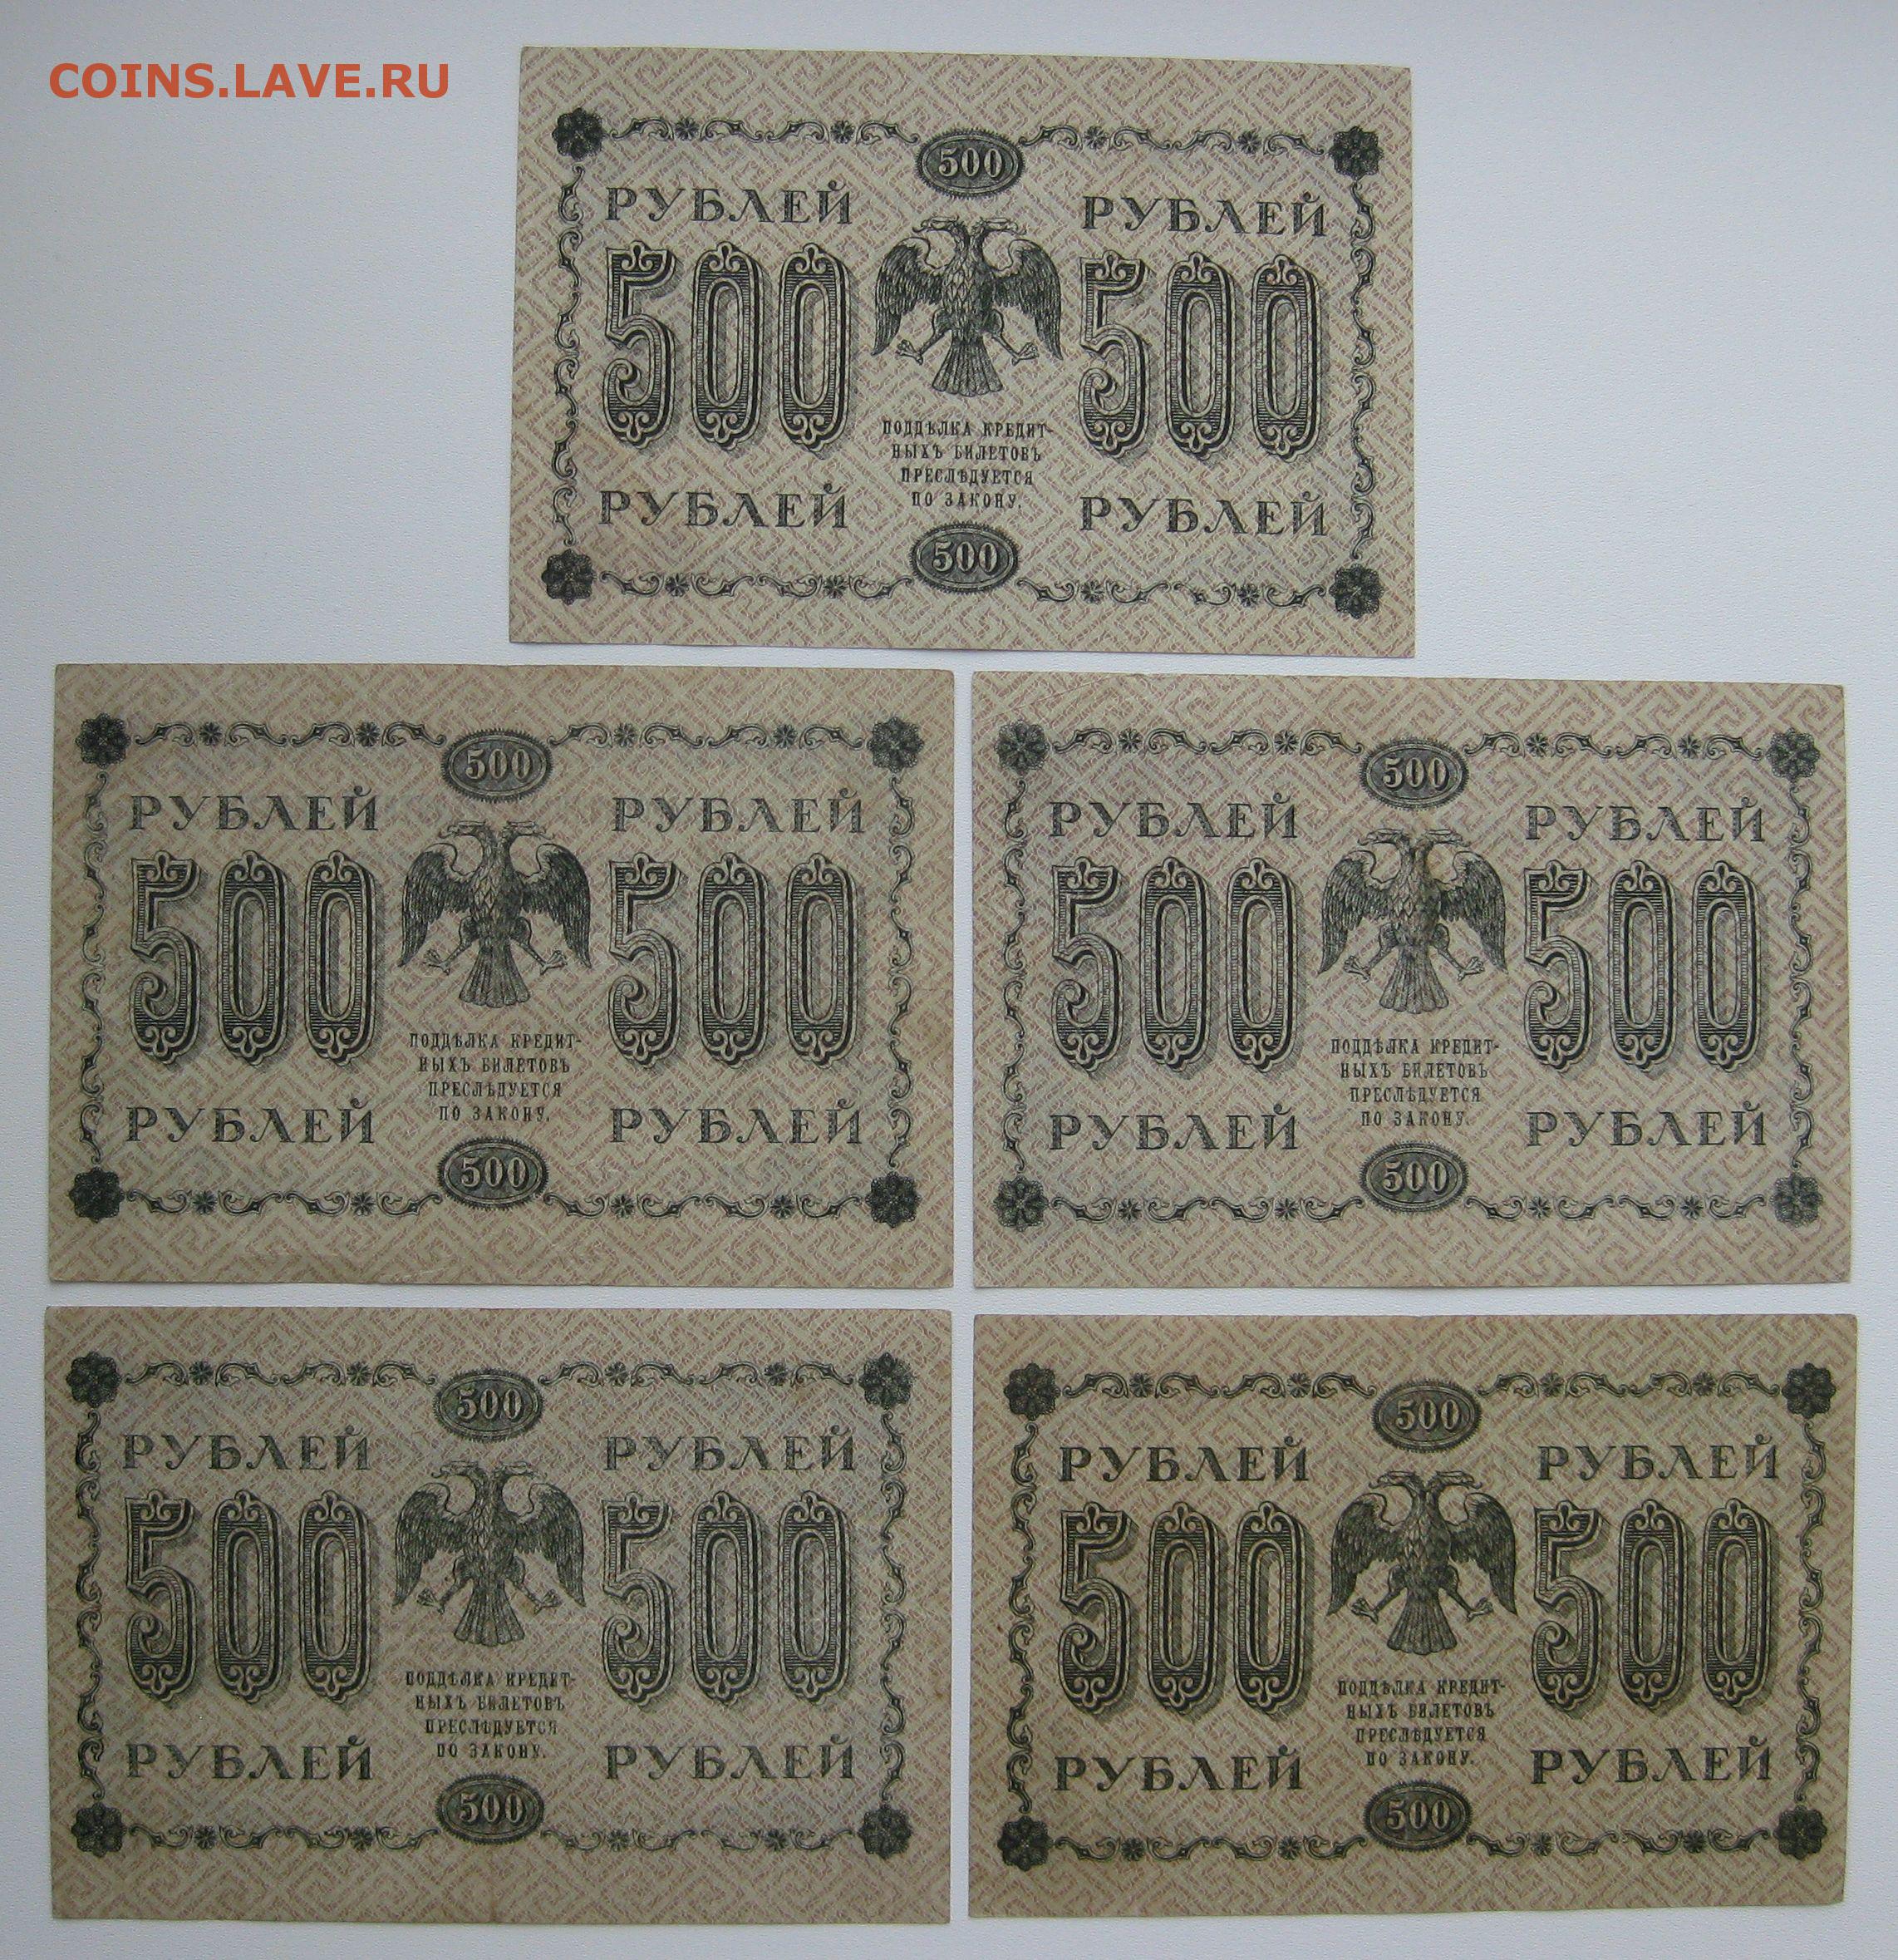 COINS.LAVE.RU
500
РУБЛЕЙ РУБЛЕЙ
500 500
ПОДДѢЛКА КРЕДИТ-
НЫХЪ БИЛЕТОВЪ
ПРЕСЛѢДУЕТСЯ
ПО ЗАКОНУ.
РУБЛЕЙ РУБЛЕЙ
500
500
РУБЛЕЙ РУБЛЕЙ
500 500
ПОДДѢЛКА КРЕДИТ-
НЫХЪ БИЛЕТОВЪ
ПРЕСЛѢДУЕТСЯ
ПО ЗАКОНУ.
РУБЛЕЙ РУБЛЕЙ
500
500
РУБЛЕЙ РУБЛЕЙ
500 500
ПОДДѢЛКА КРЕДИТ-
НЫХЪ БИЛЕТОВЪ
ПРЕСЛѢДУЕТСЯ
ПО ЗАКОНУ.
РУБЛЕЙ РУБЛЕЙ
500
500
РУБЛЕЙ РУБЛЕЙ
500 500
ПОДДѢЛКА КРЕДИТ-
НЫХЪ БИЛЕТОВЪ
ПРЕСЛѢДУЕТСЯ
ПО ЗАКОНУ.
РУБЛЕЙ РУБЛЕЙ
500
500
РУБЛЕЙ РУБЛЕЙ
500 500
ПОДДѢЛКА КРЕДИТ-
НЫХЪ БИЛЕТОВЪ
ПРЕСЛѢДУЕТСЯ
ПО ЗАКОНУ.
РУБЛЕЙ РУБЛЕЙ
500